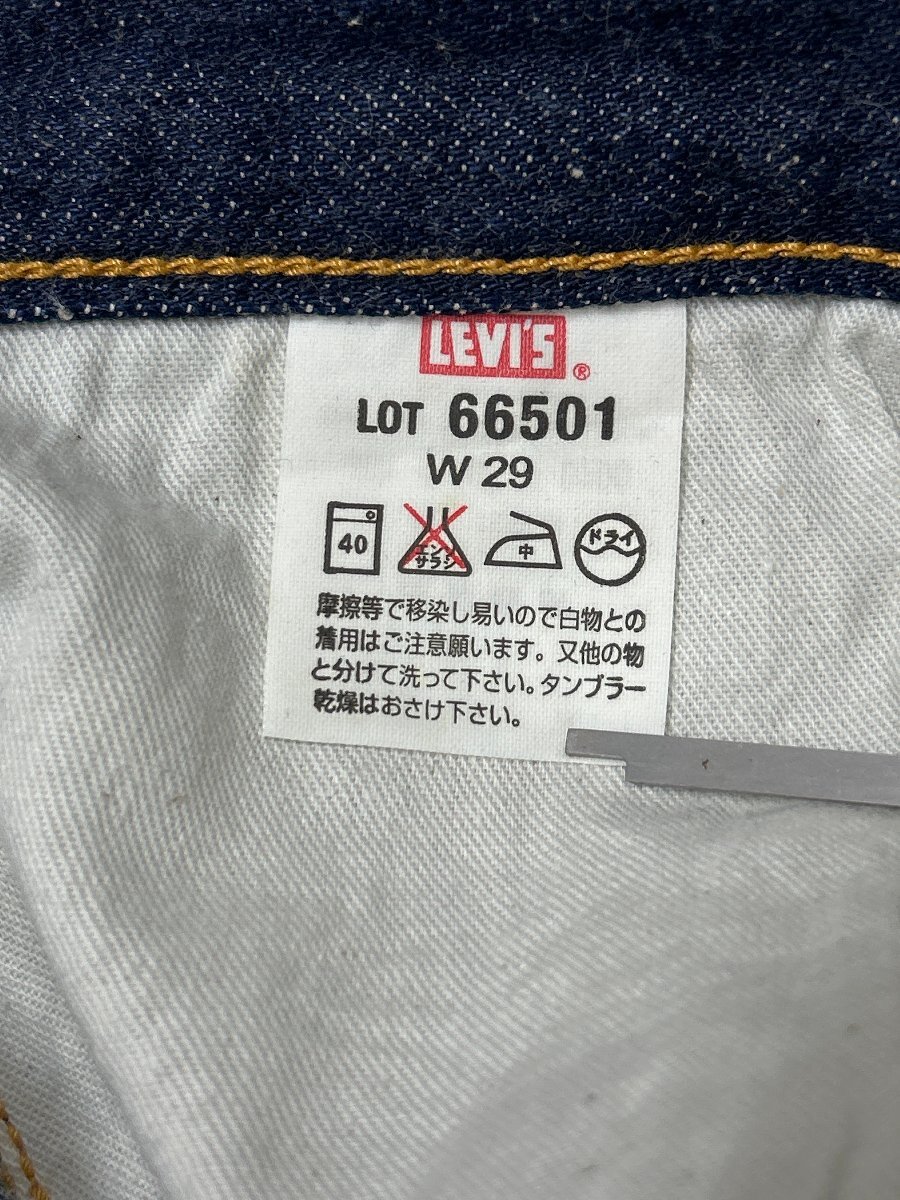 LEVI'S ®
LOT 66501
W 29
40 エンソ 中 ドライ
サラシ
摩擦等で移染し易いので白物との
着用はご注意願います。又他の物
と分けて洗って下さい。タンブラー
乾燥はおさけ下さい。